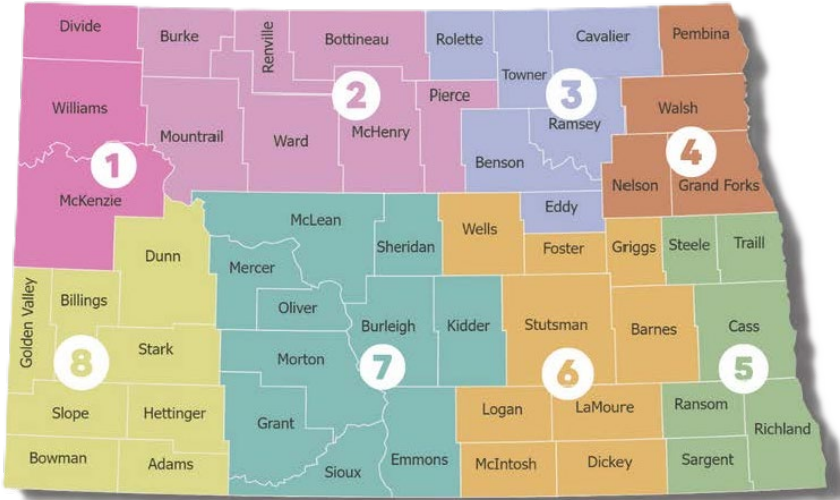 Divide
Burke
Renville
Bottineau
Rolette
Cavalier
Pembina
Towner
Williams
2
Pierce
3
Walsh
Mountrail
Ward
McHenry
Ramsey
1
Benson
4
McKenzie
Nelson
Grand Forks
McLean
Eddy
Wells
Dunn
Sheridan
Foster
Griggs
Steele
Traill
Mercer
Golden Valley
Billings
Oliver
Burleigh
Kidder
Stutsman
Barnes
Cass
8
Stark
Morton
7
6
5
Slope
Hettinger
Grant
Logan
LaMoure
Ransom
Richland
Bowman
Adams
Sioux
Emmons
McIntosh
Dickey
Sargent